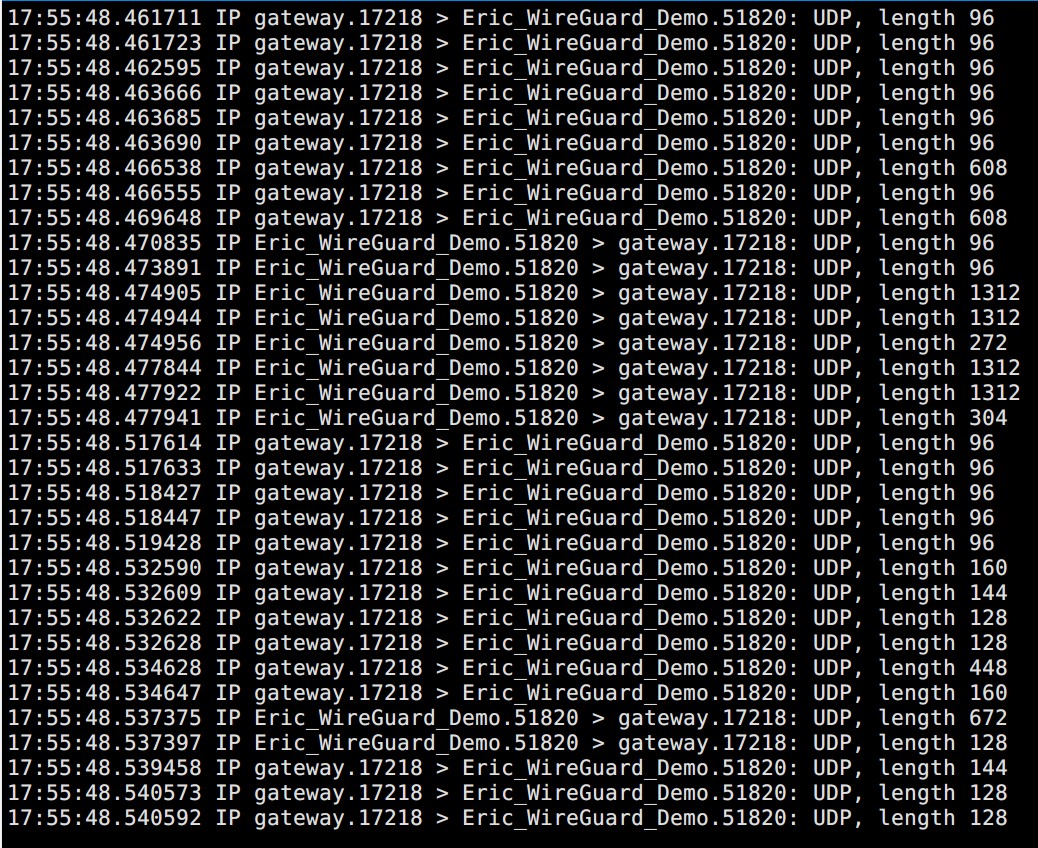 17:55:48.461711 IP gateway.17218 > Eric_WireGuard_Demo.51820: UDP, length 96
17:55:48.461723 IP gateway.17218 > Eric_WireGuard_Demo.51820: UDP, length 96
17:55:48.462595 IP gateway.17218 > Eric_WireGuard_Demo.51820: UDP, length 96
17:55:48.463666 IP gateway.17218 > Eric_WireGuard_Demo.51820: UDP, length 96
17:55:48.463685 IP gateway.17218 > Eric_WireGuard_Demo.51820: UDP, length 96
17:55:48.463690 IP gateway.17218 > Eric_WireGuard_Demo.51820: UDP, length 96
17:55:48.466538 IP gateway.17218 > Eric_WireGuard_Demo.51820: UDP, length 608
17:55:48.466555 IP gateway.17218 > Eric_WireGuard_Demo.51820: UDP, length 96
17:55:48.469648 IP gateway.17218 > Eric_WireGuard_Demo.51820: UDP, length 608
17:55:48.470835 IP Eric_WireGuard_Demo.51820 > gateway.17218: UDP, length 96
17:55:48.473891 IP Eric_WireGuard_Demo.51820 > gateway.17218: UDP, length 96
17:55:48.474905 IP Eric_WireGuard_Demo.51820 > gateway.17218: UDP, length 1312
17:55:48.474944 IP Eric_WireGuard_Demo.51820 > gateway.17218: UDP, length 1312
17:55:48.474956 IP Eric_WireGuard_Demo.51820 > gateway.17218: UDP, length 272
17:55:48.477844 IP Eric_WireGuard_Demo.51820 > gateway.17218: UDP, length 1312
17:55:48.477922 IP Eric_WireGuard_Demo.51820 > gateway.17218: UDP, length 1312
17:55:48.477941 IP Eric_WireGuard_Demo.51820 > gateway.17218: UDP, length 304
17:55:48.517614 IP gateway.17218 > Eric_WireGuard_Demo.51820: UDP, length 96
17:55:48.517633 IP gateway.17218 > Eric_WireGuard_Demo.51820: UDP, length 96
17:55:48.518427 IP gateway.17218 > Eric_WireGuard_Demo.51820: UDP, length 96
17:55:48.518447 IP gateway.17218 > Eric_WireGuard_Demo.51820: UDP, length 96
17:55:48.519428 IP gateway.17218 > Eric_WireGuard_Demo.51820: UDP, length 96
17:55:48.532590 IP gateway.17218 > Eric_WireGuard_Demo.51820: UDP, length 160
17:55:48.532609 IP gateway.17218 > Eric_WireGuard_Demo.51820: UDP, length 144
17:55:48.532622 IP gateway.17218 > Eric_WireGuard_Demo.51820: UDP, length 128
17:55:48.532628 IP gateway.17218 > Eric_WireGuard_Demo.51820: UDP, length 128
17:55:48.534628 IP gateway.17218 > Eric_WireGuard_Demo.51820: UDP, length 448
17:55:48.534647 IP gateway.17218 > Eric_WireGuard_Demo.51820: UDP, length 160
17:55:48.537375 IP Eric_WireGuard_Demo.51820 > gateway.17218: UDP, length 672
17:55:48.537397 IP Eric_WireGuard_Demo.51820 > gateway.17218: UDP, length 128
17:55:48.539458 IP gateway.17218 > Eric_WireGuard_Demo.51820: UDP, length 144
17:55:48.540573 IP gateway.17218 > Eric_WireGuard_Demo.51820: UDP, length 128
17:55:48.540592 IP gateway.17218 > Eric_WireGuard_Demo.51820: UDP, length 128